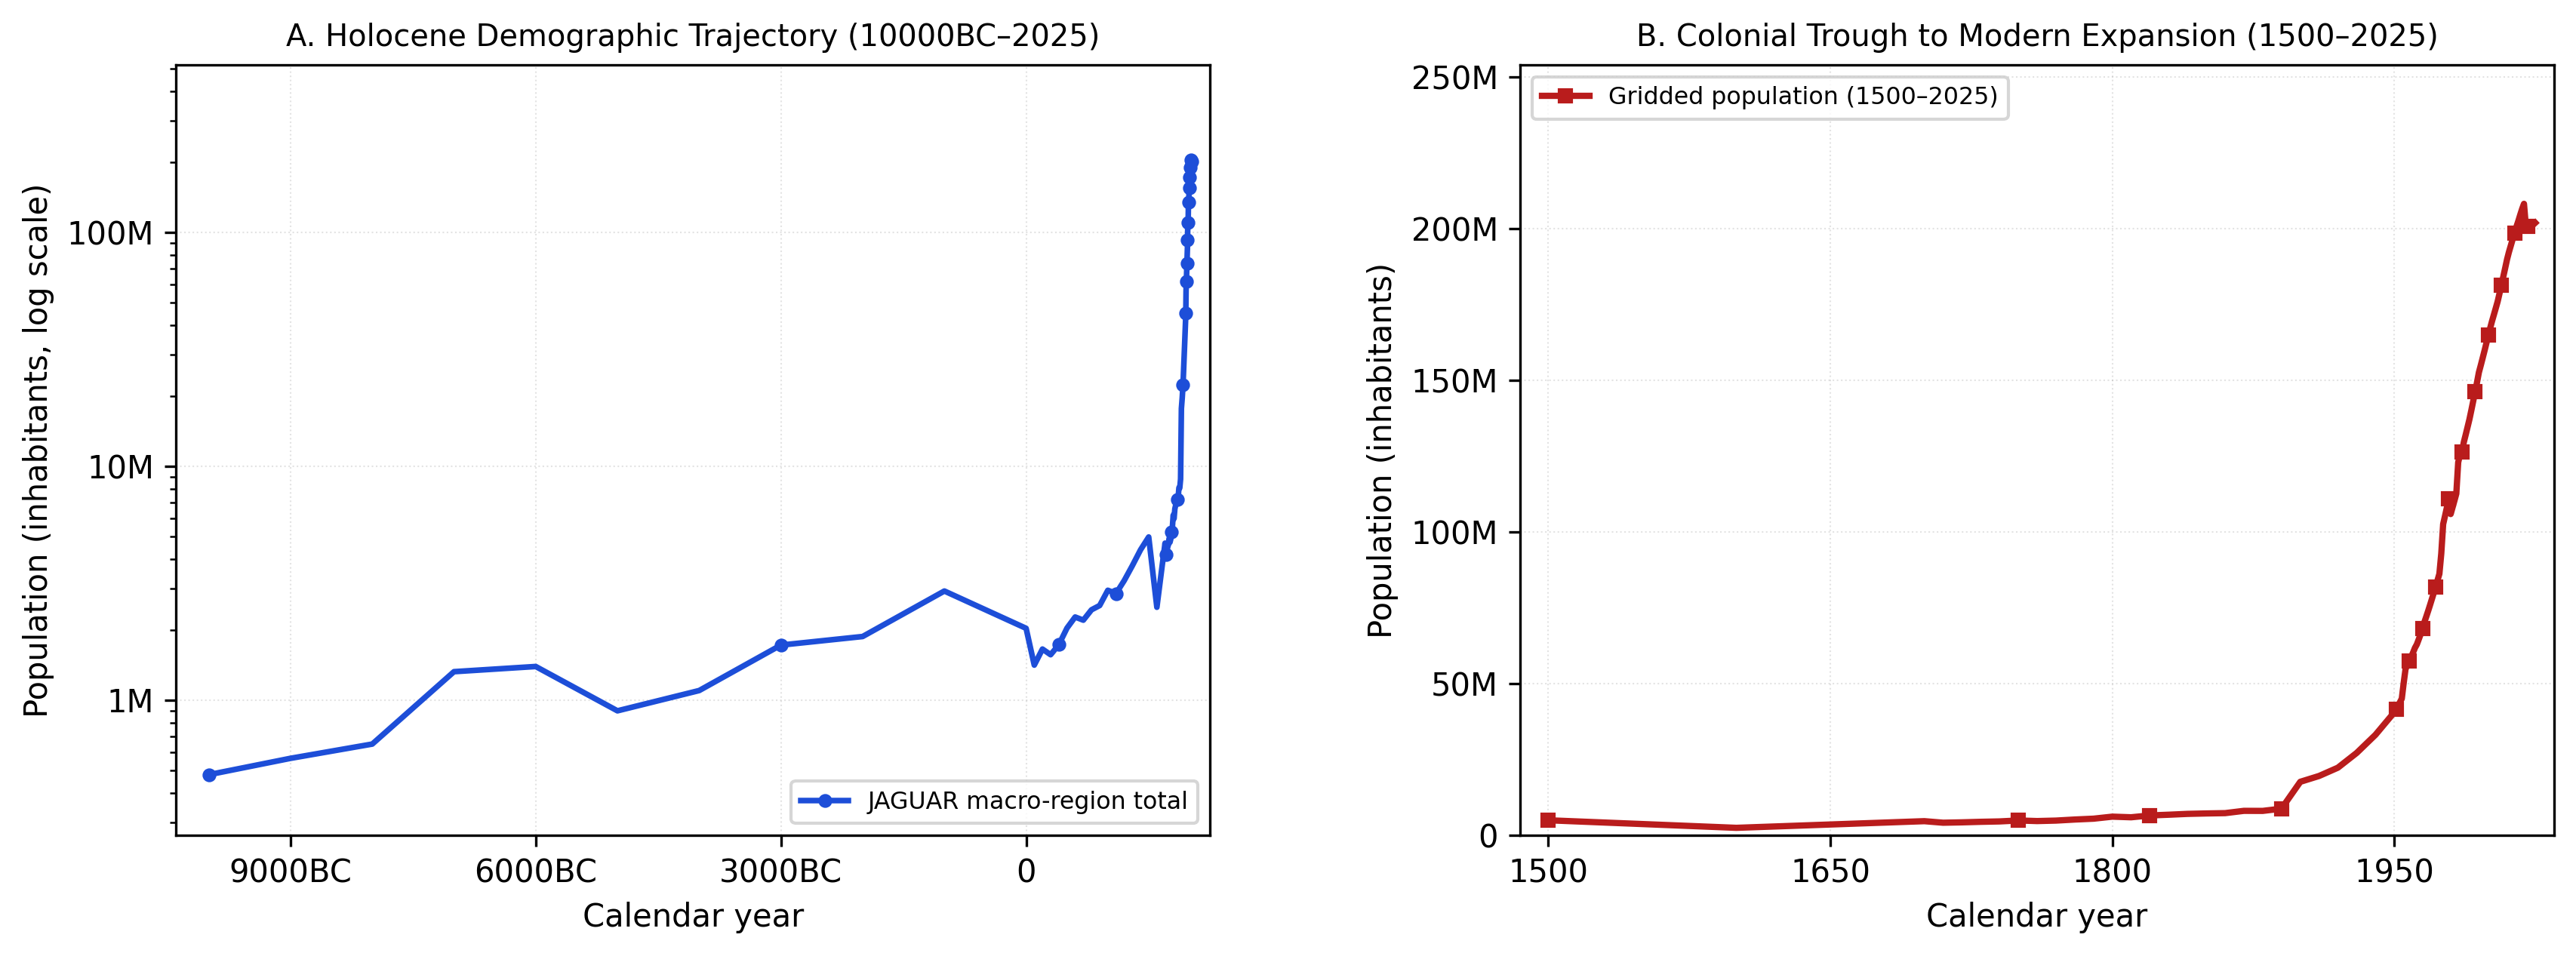 A. Holocene Demographic Trajectory (10000BC–2025)
Population (inhabitants, log scale)
100M
10M
1M
JAGUAR macro-region total
9000BC
6000BC
3000BC
0
Calendar year
B. Colonial Trough to Modern Expansion (1500–2025)
Population (inhabitants)
250M
200M
150M
100M
50M
0
Gridded population (1500–2025)
1500
1650
1800
1950
Calendar year